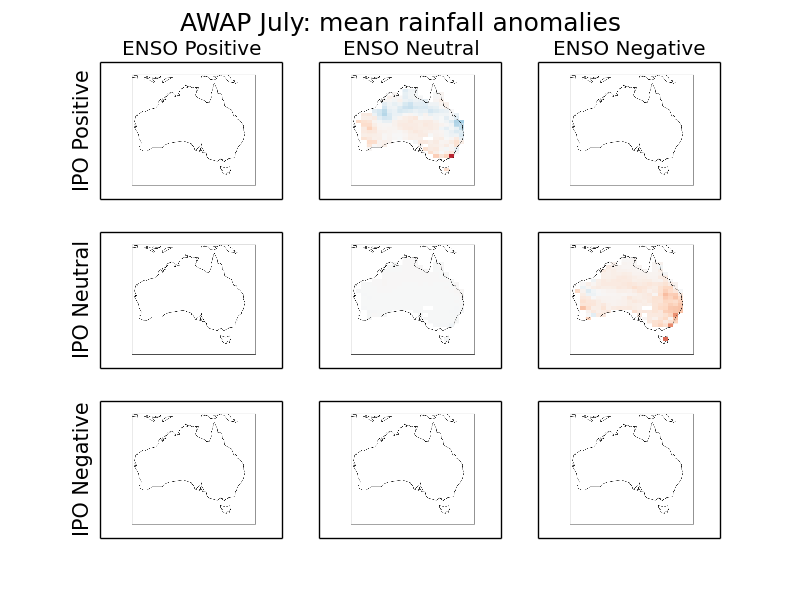 AWAP July: mean rainfall anomalies
ENSO Positive
ENSO Neutral
ENSO Negative
IPO Positive
IPO Neutral
IPO Negative